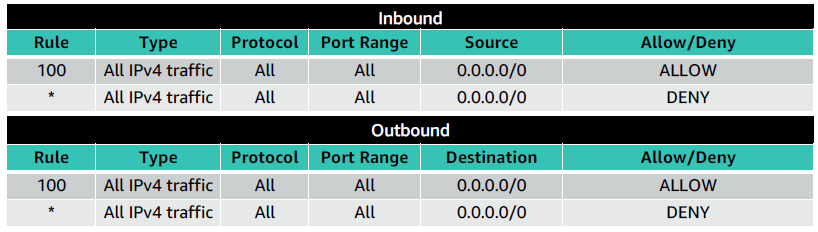 Inbound
Rule Type Protocol Port Range Source Allow/Deny
100 All IPv4 traffic All All 0.0.0.0/0 ALLOW
* All IPv4 traffic All All 0.0.0.0/0 DENY
Outbound
Rule Type Protocol Port Range Destination Allow/Deny
100 All IPv4 traffic All All 0.0.0.0/0 ALLOW
* All IPv4 traffic All All 0.0.0.0/0 DENY